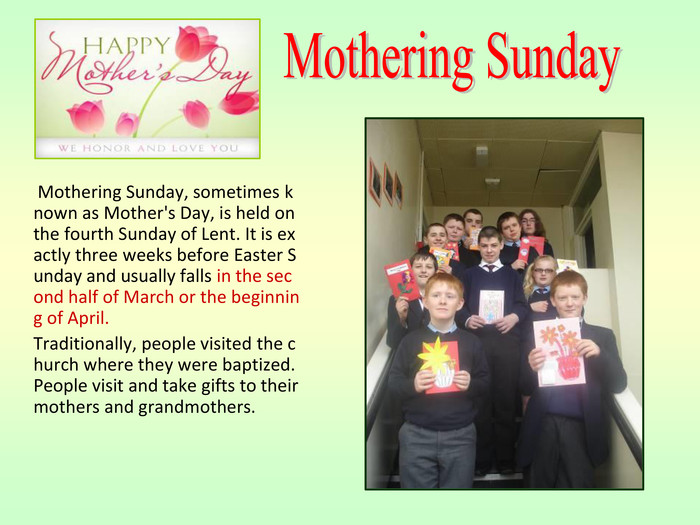 HAPPY
Mother's Day
WE HONOR AND LOVE YOU
Mothering Sunday
Mothering Sunday, sometimes k
nown as Mother's Day, is held on
the fourth Sunday of Lent. It is ex
actly three weeks before Easter S
unday and usually falls in the sec
ond half of March or the beginnin
g of April.
Traditionally, people visited the c
hurch where they were baptized.
People visit and take gifts to their
mothers and grandmothers.